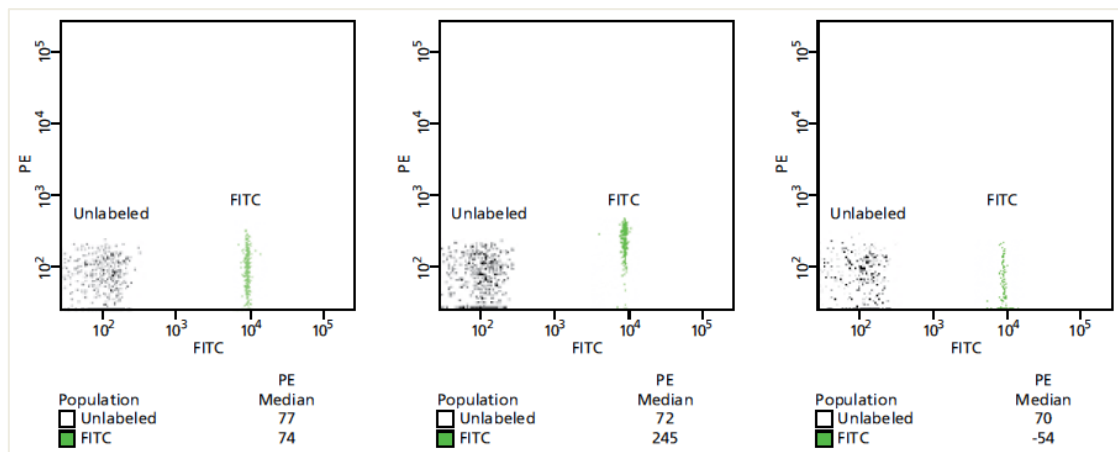 10⁵
10⁴
PE
10³
FITC
Unlabeled
10²
10² 10³ 10⁴ 10⁵
FITC
PE
Population Median
Unlabeled 77
FITC 74
10⁵
10⁴
PE
10³
FITC
Unlabeled
10²
10² 10³ 10⁴ 10⁵
FITC
PE
Population Median
Unlabeled 72
FITC 245
10⁵
10⁴
PE
10³
FITC
Unlabeled
10²
10² 10³ 10⁴ 10⁵
FITC
PE
Population Median
Unlabeled 70
FITC -54